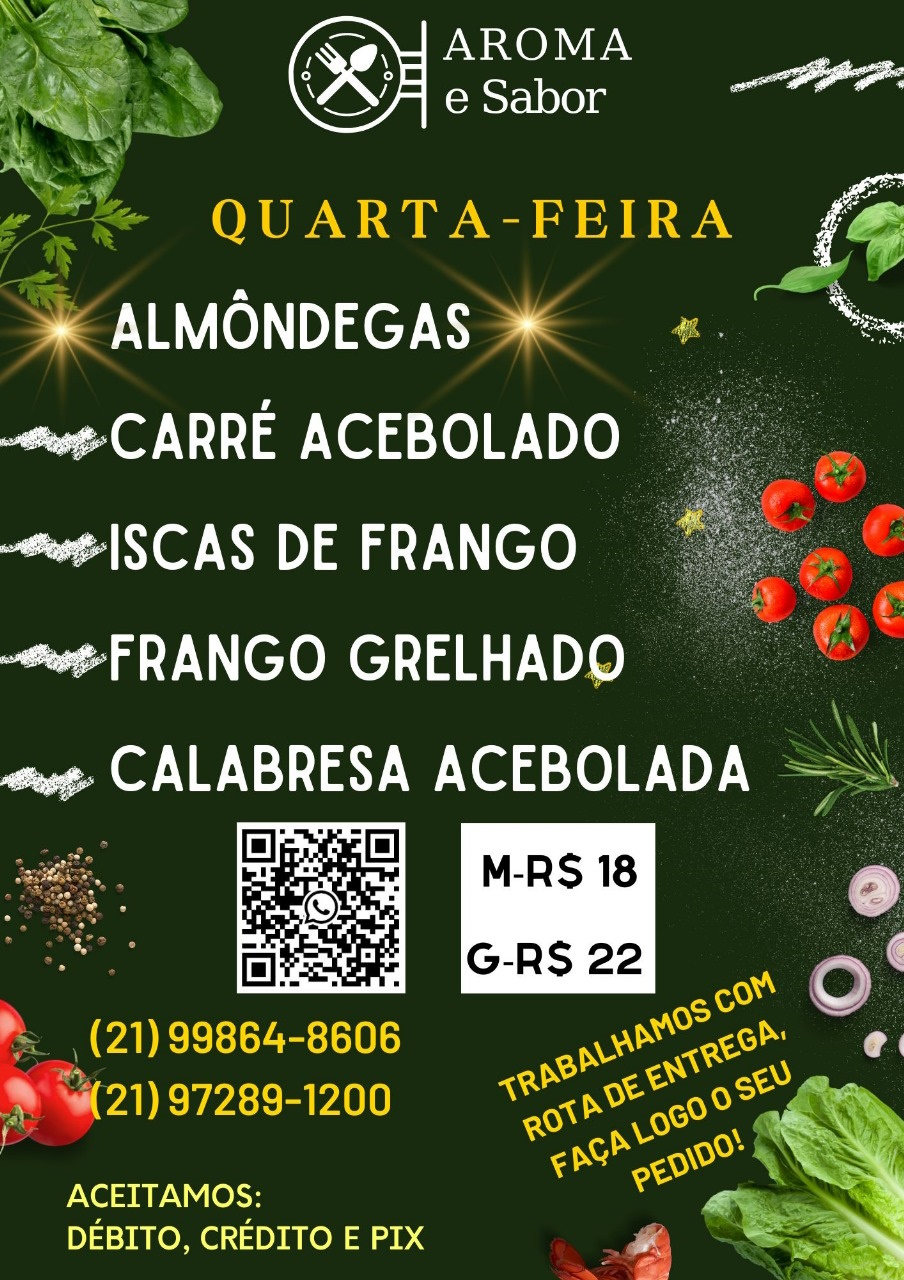 AROMA
e Sabor
QUARTA-FEIRA
ALMÔNDEGAS
CARRÉ ACEBOLADO
ISCAS DE FRANGO
FRANGO GRELHADO
CALABRESA ACEBOLADA
M-R$ 18
G-R$ 22
(21) 99864-8606
(21) 97289-1200
TRABALHAMOS COM
ROTA DE ENTREGA,
FAÇA LOGO O SEU
PEDIDO!
ACEITAMOS:
DÉBITO, CRÉDITO E PIX